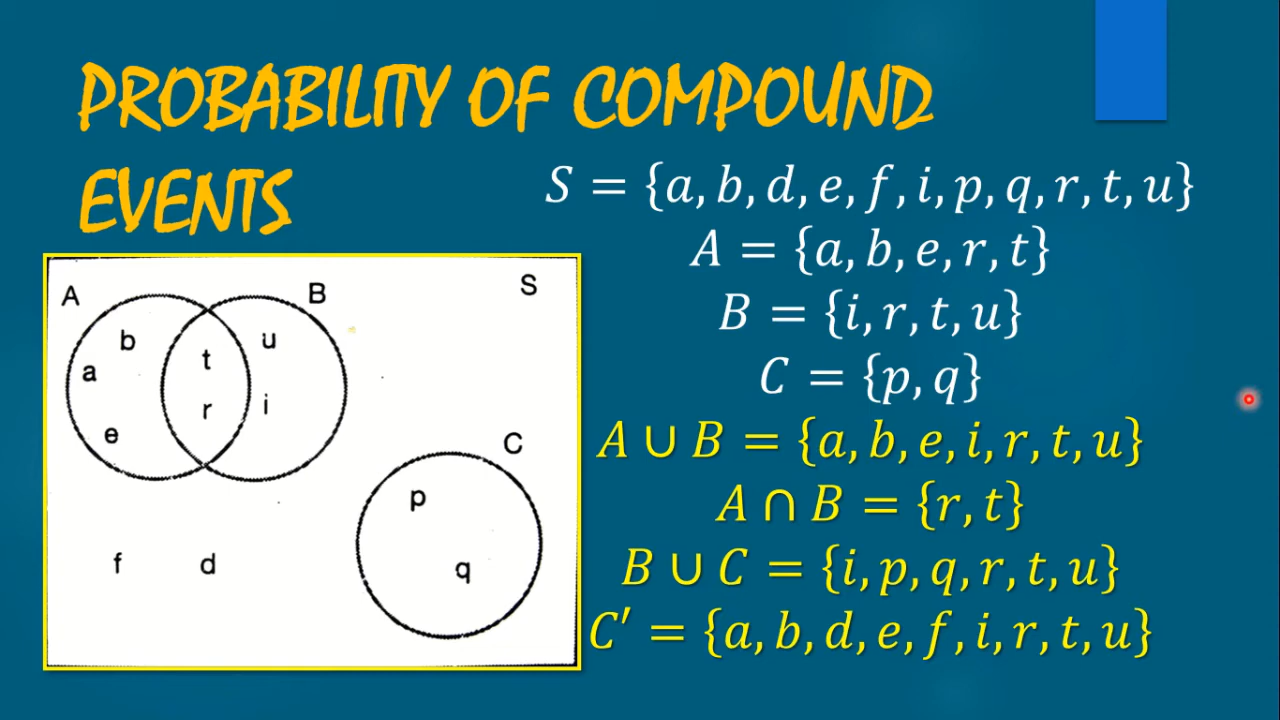 PROBABILITY OF COMPOUND
EVENTS
S = {a, b, d, e, f, i, p, q, r, t, u}
A = {a, b, e, r, t}
B = {i, r, t, u}
C = {p, q}
A ∪ B = {a, b, e, i, r, t, u}
A ∩ B = {r, t}
B ∪ C = {i, p, q, r, t, u}
C′ = {a, b, d, e, f, i, r, t, u}
A B S
b t u
a
r i
e
C
p
f d q